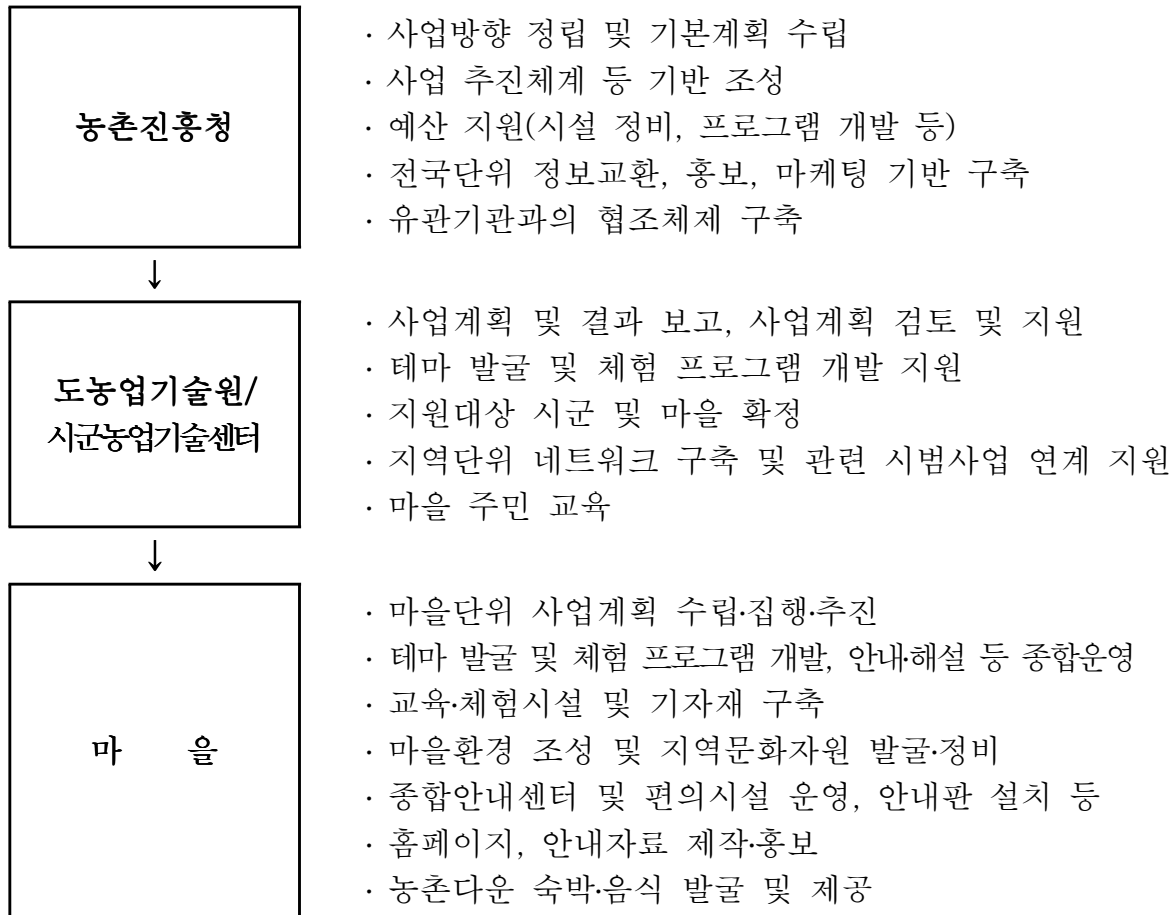 농촌진흥청
· 사업방향 정립 및 기본계획 수립
· 사업 추진체계 등 기반 조성
· 예산 지원(시설 정비, 프로그램 개발 등)
· 전국단위 정보교환, 홍보, 마케팅 기반 구축
· 유관기관과의 협조체제 구축
↓
도농업기술원/
시군농업기술센터
· 사업계획 및 결과 보고, 사업계획 검토 및 지원
· 테마 발굴 및 체험 프로그램 개발 지원
· 지원대상 시군 및 마을 확정
· 지역단위 네트워크 구축 및 관련 시범사업 연계 지원
· 마을 주민 교육
↓
마 을
· 마을단위 사업계획 수립·집행·추진
· 테마 발굴 및 체험 프로그램 개발, 안내·해설 등 종합운영
· 교육·체험시설 및 기자재 구축
· 마을환경 조성 및 지역문화자원 발굴·정비
· 종합안내센터 및 편의시설 운영, 안내판 설치 등
· 홈페이지, 안내자료 제작·홍보
· 농촌다운 숙박·음식 발굴 및 제공